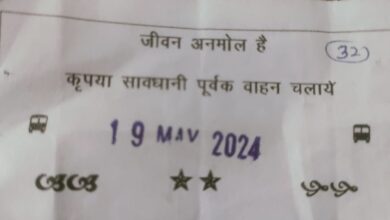 जीवन अनमोल है
32
कृपया सावधानी पूर्वक वाहन चलायें
19 MAY 2024